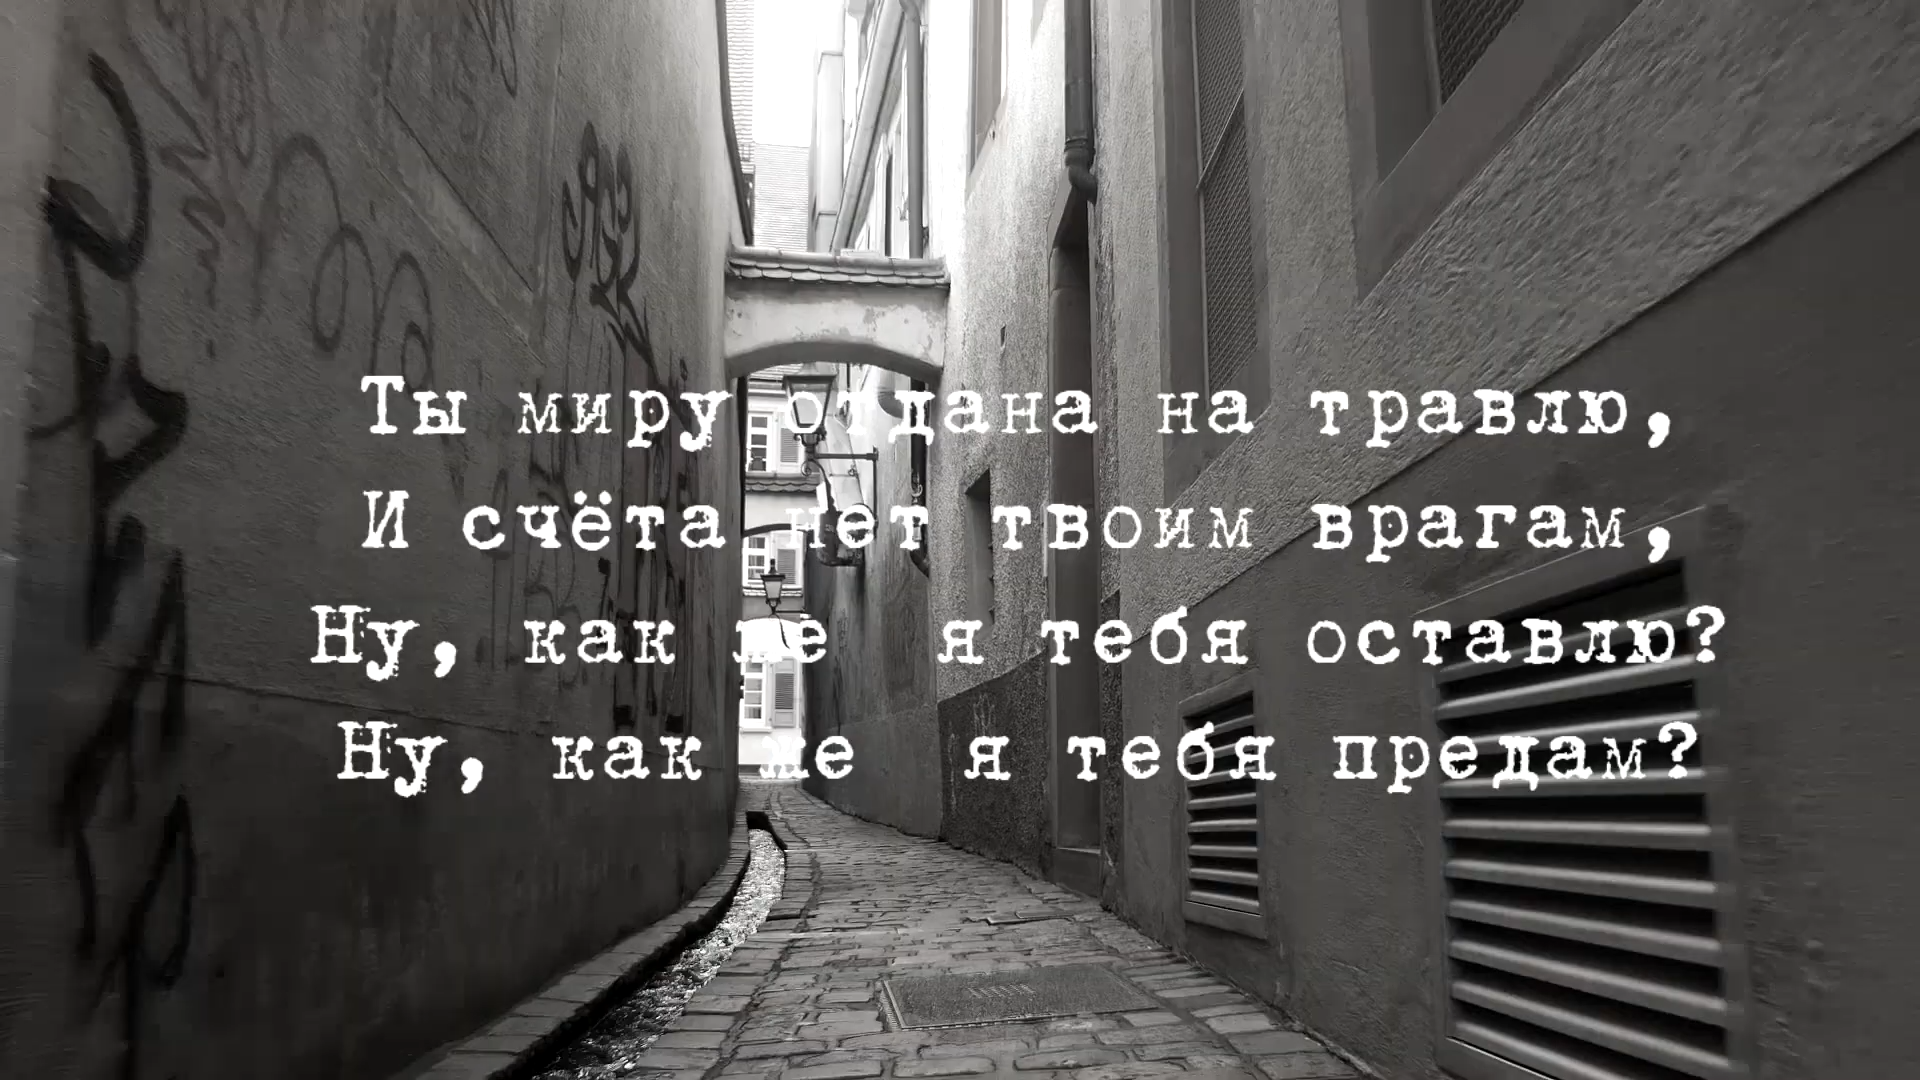 Ты миру отдана на травлю,
И счёта нет твоим врагам,
Ну, как же я тебя оставлю?
Ну, как же я тебя предам?